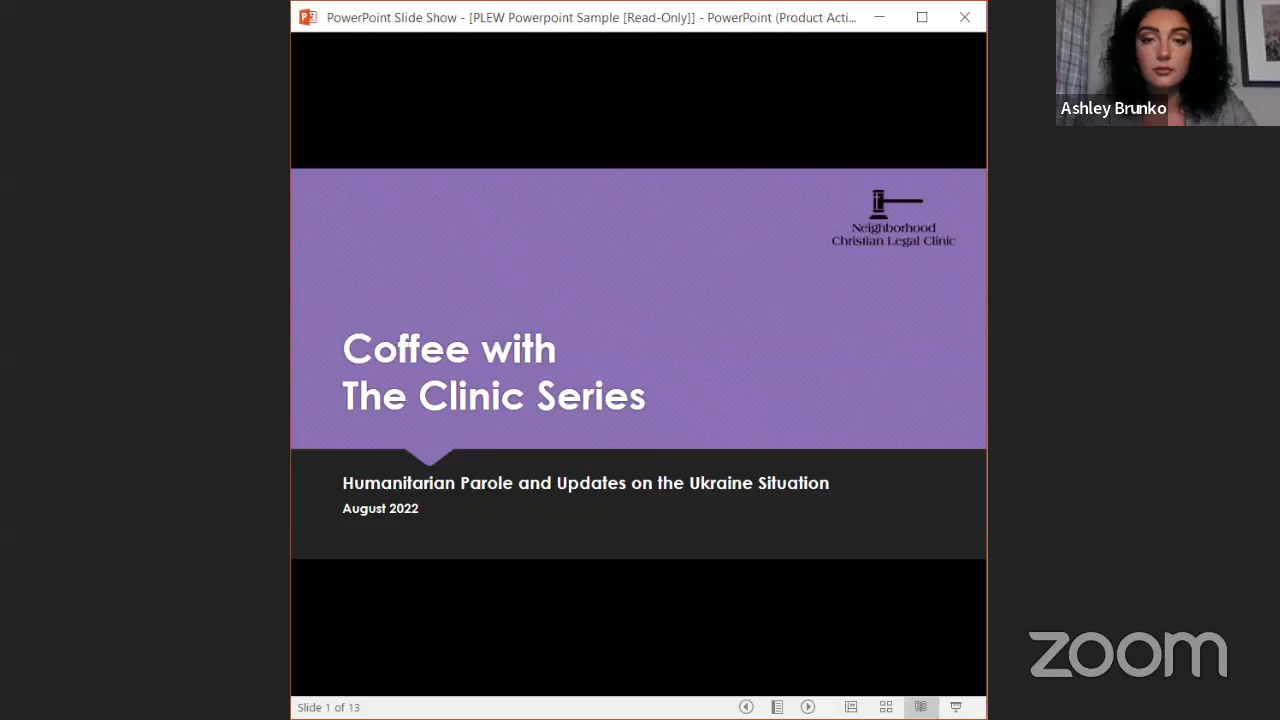 PowerPoint Slide Show - [PLEW Powerpoint Sample [Read-Only]] - PowerPoint (Product Acti...
Ashley Brunko
Neighborhood
Christian Legal Clinic
Coffee with
The Clinic Series
Humanitarian Parole and Updates on the Ukraine Situation
August 2022
zoom
Slide 1 of 13